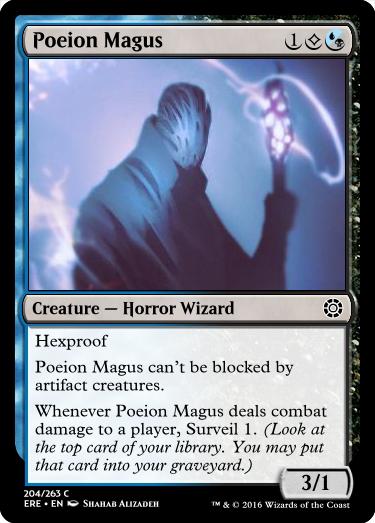 Poeion Magus 1
Creature — Horror Wizard
Hexproof
Poeion Magus can't be blocked by
artifact creatures.
Whenever Poeion Magus deals combat
damage to a player, Surveil 1. (Look at
the top card of your library. You may put
that card into your graveyard.)
3/1
204/263 C
ERE • EN Shahab Alizadeh ™ & © 2016 Wizards of the Coast